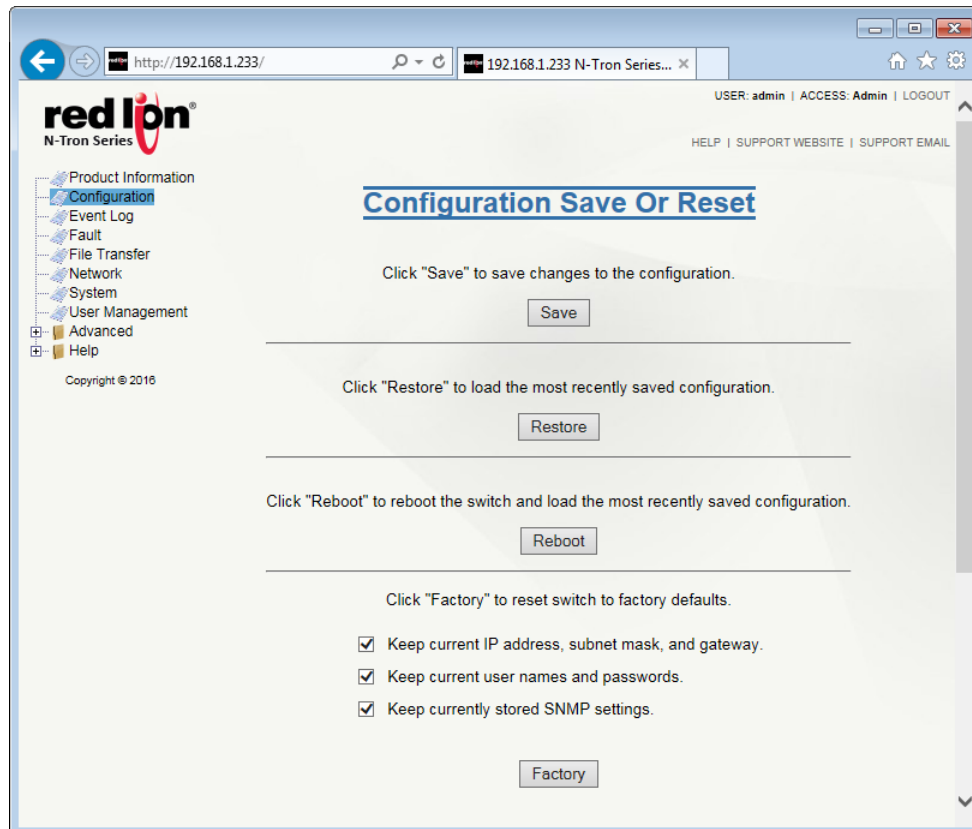 http://192.168.1.233/
192.168.1.233 N-Tron Series...
red lion®
N-Tron Series
USER: admin | ACCESS: Admin | LOGOUT
HELP | SUPPORT WEBSITE | SUPPORT EMAIL
Product Information
Configuration
Event Log
Fault
File Transfer
Network
System
User Management
Advanced
Help
Copyright © 2016
Configuration Save Or Reset
Click "Save" to save changes to the configuration.
Save
Click "Restore" to load the most recently saved configuration.
Restore
Click "Reboot" to reboot the switch and load the most recently saved configuration.
Reboot
Click "Factory" to reset switch to factory defaults.
Keep current IP address, subnet mask, and gateway.
Keep current user names and passwords.
Keep currently stored SNMP settings.
Factory